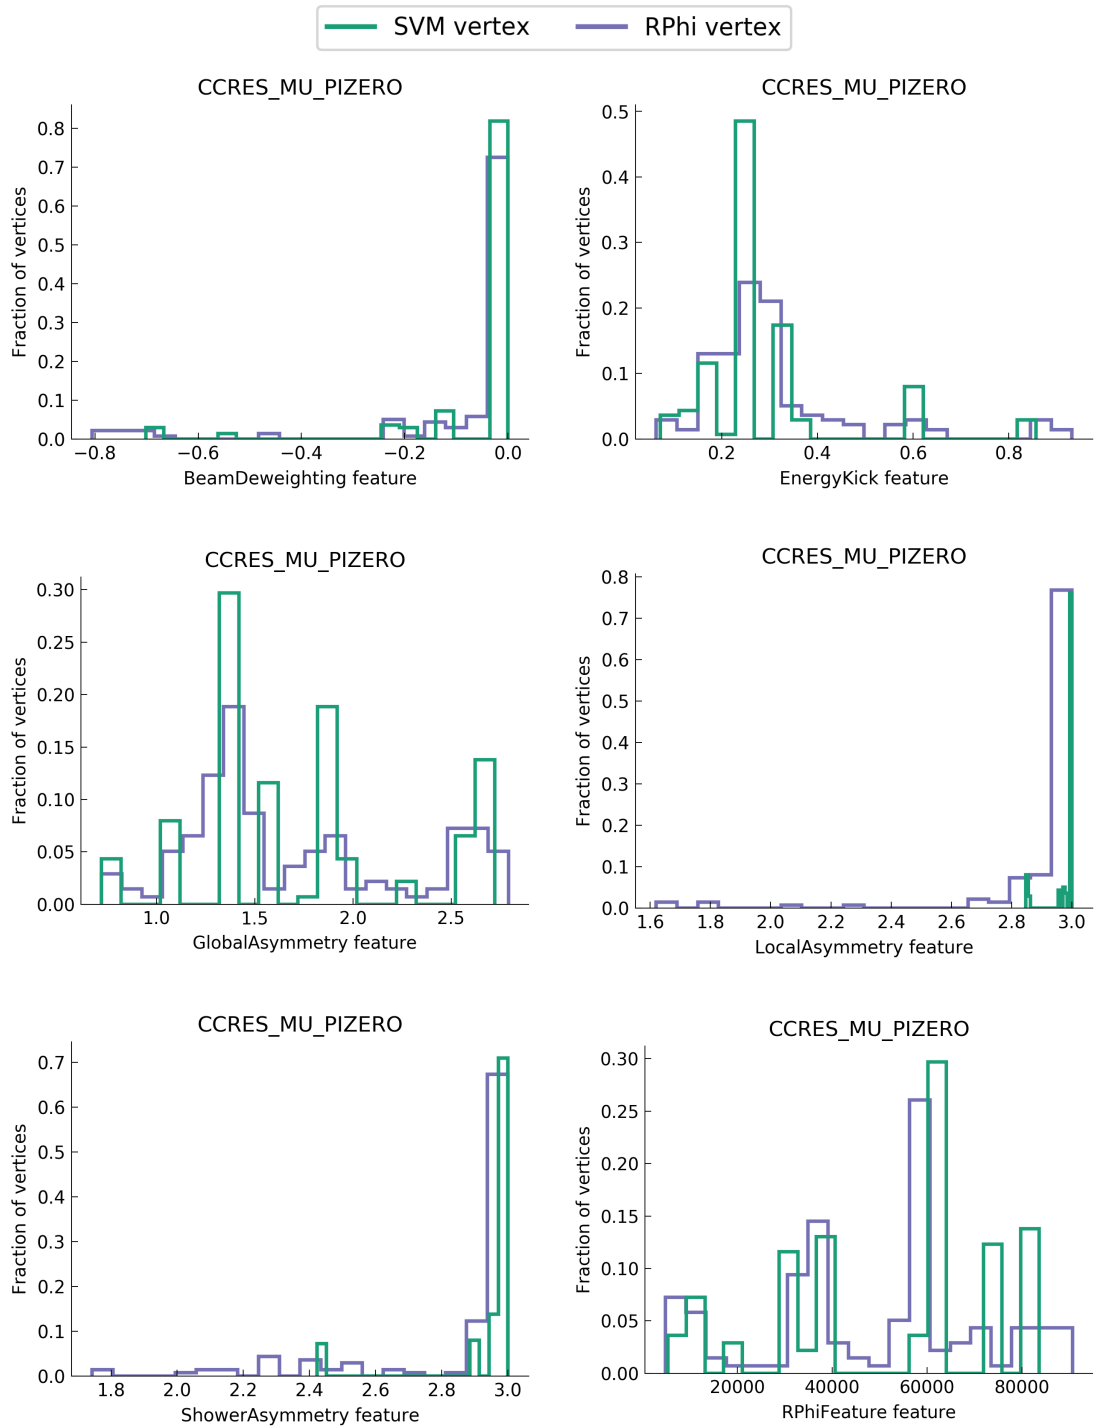 SVM vertex RPhi vertex
CCRES_MU_PIZERO
Fraction of vertices
0.8
0.7
0.6
0.5
0.4
0.3
0.2
0.1
0.0
−0.8 −0.6 −0.4 −0.2 0.0
BeamDeweighting feature
CCRES_MU_PIZERO
Fraction of vertices
0.5
0.4
0.3
0.2
0.1
0.0
0.2 0.4 0.6 0.8
EnergyKick feature
CCRES_MU_PIZERO
Fraction of vertices
0.30
0.25
0.20
0.15
0.10
0.05
0.00
1.0 1.5 2.0 2.5
GlobalAsymmetry feature
CCRES_MU_PIZERO
Fraction of vertices
0.8
0.7
0.6
0.5
0.4
0.3
0.2
0.1
0.0
1.6 1.8 2.0 2.2 2.4 2.6 2.8 3.0
LocalAsymmetry feature
CCRES_MU_PIZERO
Fraction of vertices
0.7
0.6
0.5
0.4
0.3
0.2
0.1
0.0
1.8 2.0 2.2 2.4 2.6 2.8 3.0
ShowerAsymmetry feature
CCRES_MU_PIZERO
Fraction of vertices
0.30
0.25
0.20
0.15
0.10
0.05
0.00
20000 40000 60000 80000
RPhiFeature feature